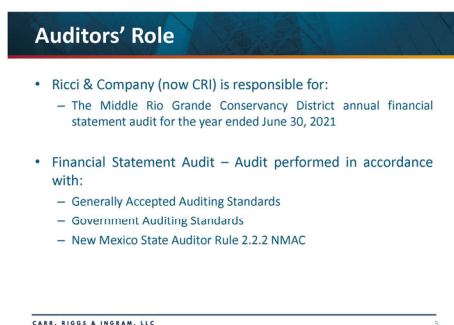 Auditors' Role
• Ricci & Company (now CRI) is responsible for:
– The Middle Rio Grande Conservancy District annual financial
statement audit for the year ended June 30, 2021
• Financial Statement Audit – Audit performed in accordance
with:
– Generally Accepted Auditing Standards
– Government Auditing Standards
– New Mexico State Auditor Rule 2.2.2 NMAC
CARR, RIGGS & INGRAM, LLC